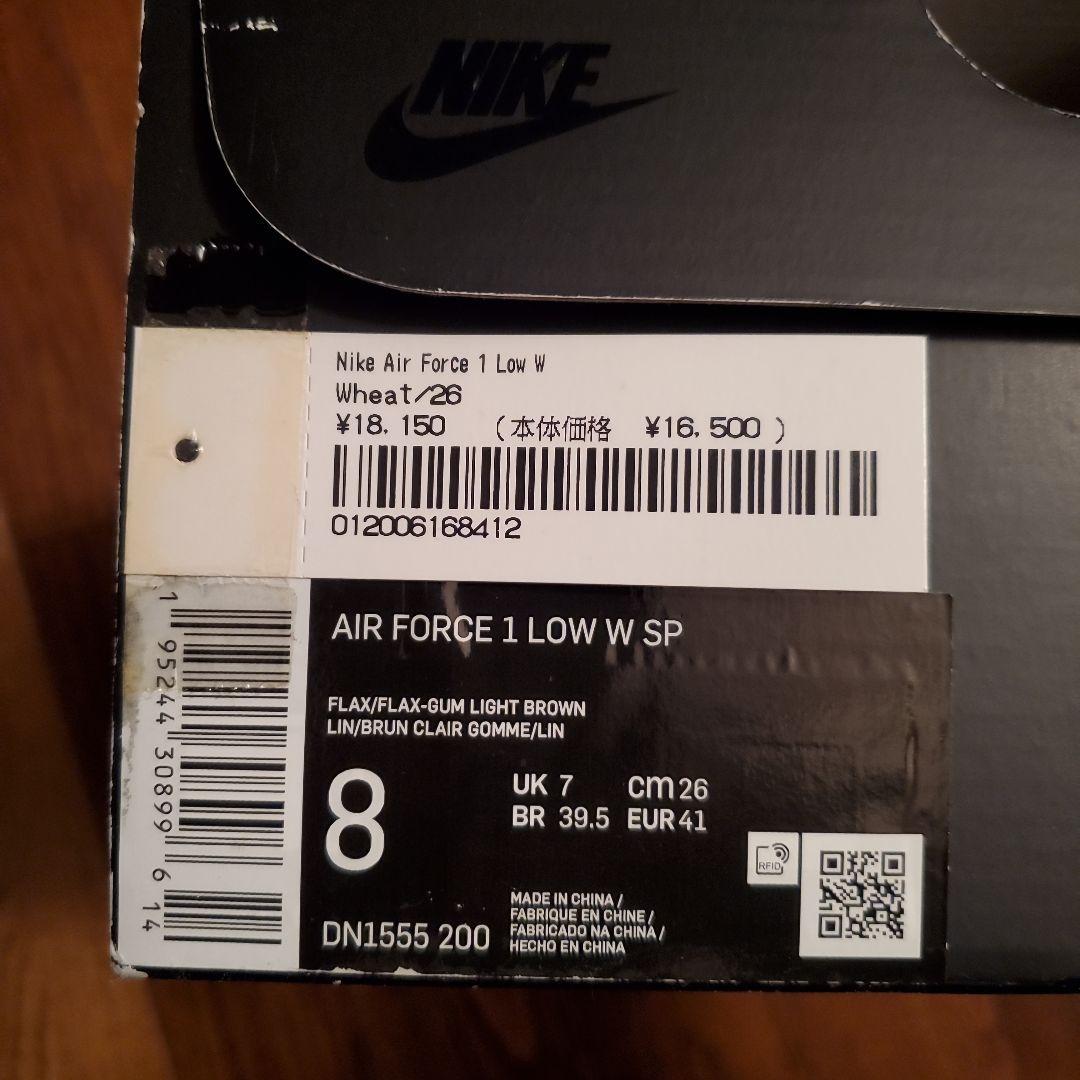 NIKE
Nike Air Force 1 Low W
Wheat/26
¥18,150 (本体価格 ¥16,500 )
012006168412
1 95244 30899 6 14
AIR FORCE 1 LOW W SP
FLAX/FLAX-GUM LIGHT BROWN
LIN/BRUN CLAIR GOMME/LIN
8
UK 7 cm 26
BR 39.5 EUR 41
RFID
DN1555 200
MADE IN CHINA /
FABRIQUE EN CHINE /
FABRICADO NA CHINA /
HECHO EN CHINA